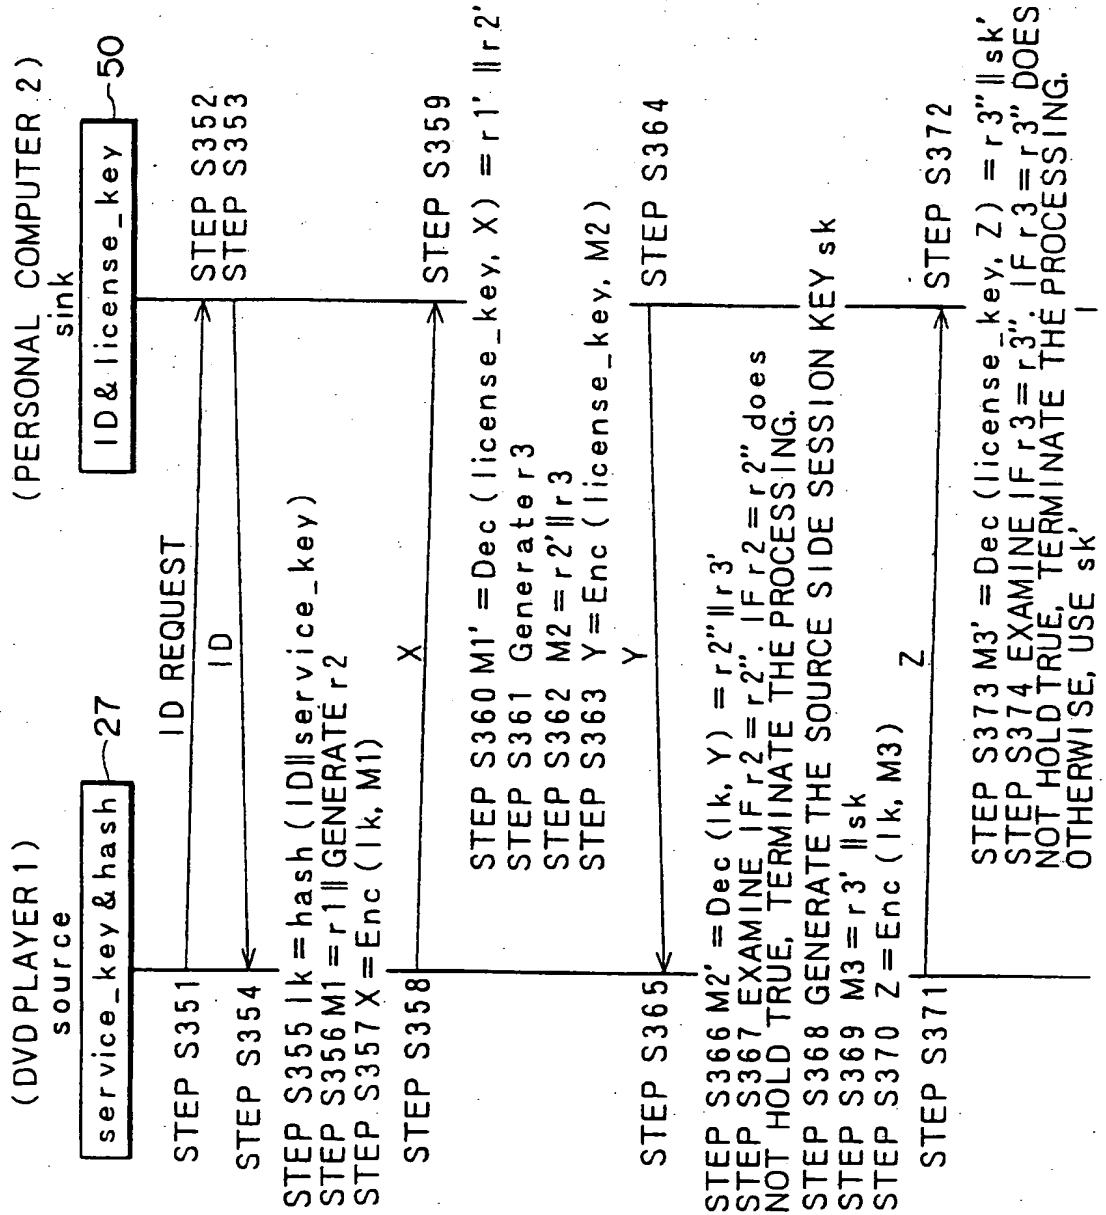 (DVD PLAYER 1)
source
(PERSONAL COMPUTER 2)
sink
service_key & hash
27
ID & license_key
50
STEP S351
ID REQUEST
STEP S352
STEP S353
ID
STEP S354
STEP S355 lk = hash (ID || service_key)
STEP S356 M1 = r1 || GENERATE r2
STEP S357 X = Enc (lk, M1)
STEP S358
X
STEP S359
STEP S360 M1' = Dec (license_key, X) = r1' || r2'
STEP S361 Generate r3
STEP S362 M2 = r2' || r3
STEP S363 Y = Enc (license_key, M2)
Y
STEP S364
STEP S365
STEP S366 M2' = Dec (lk, Y) = r2'' || r3'
STEP S367 EXAMINE IF r2 = r2''. IF r2 = r2'' does
NOT HOLD TRUE, TERMINATE THE PROCESSING.
STEP S368 GENERATE THE SOURCE SIDE SESSION KEY sk
STEP S369 M3 = r3' || sk
STEP S370 Z = Enc (lk, M3)
STEP S371
Z
STEP S372
STEP S373 M3' = Dec (license_key, Z) = r3'' || sk'
STEP S374 EXAMINE IF r3 = r3''. IF r3 = r3'' DOES
NOT HOLD TRUE, TERMINATE THE PROCESSING.
OTHERWISE, USE sk'